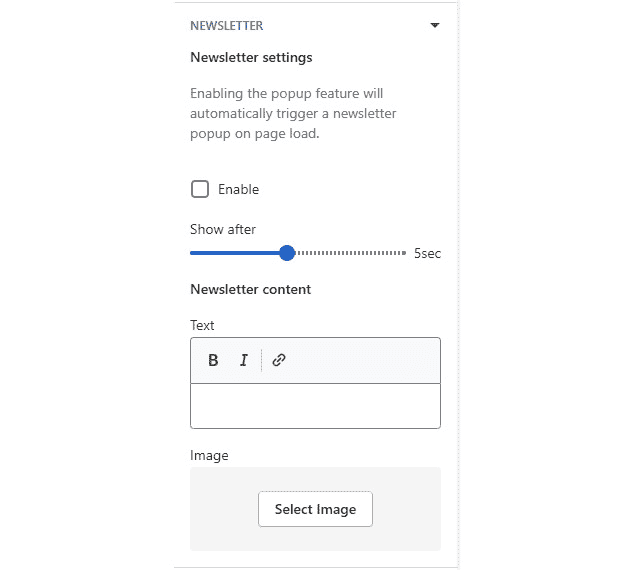 NEWSLETTER
Newsletter settings
Enabling the popup feature will
automatically trigger a newsletter
popup on page load.
Enable
Show after
5sec
Newsletter content
Text
B I
Image
Select Image